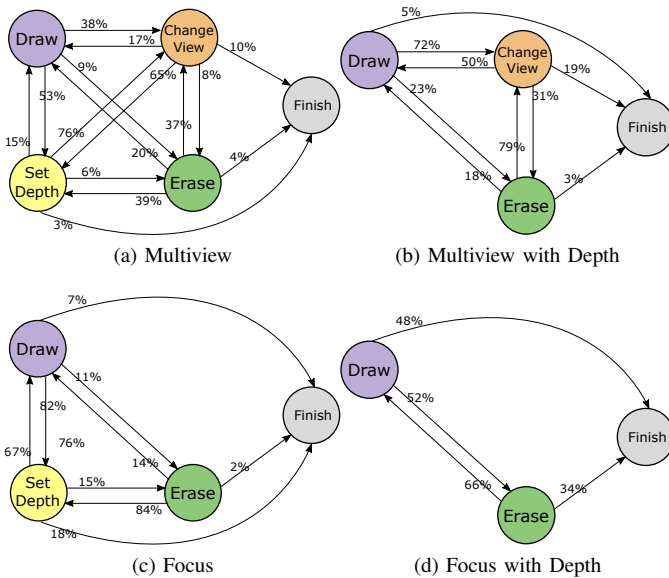 38%
Draw
Change
View
17%
10%
9%
65%
8%
53%
Finish
15%
76%
37%
20%
4%
6%
Set
Depth
Erase
39%
3%
(a) Multiview
5%
72%
Draw
Change
View
50%
19%
23%
31%
Finish
79%
18%
3%
Erase
(b) Multiview with Depth
7%
Draw
11%
82%
Finish
67%
76%
14%
2%
15%
Set
Depth
Erase
84%
18%
(c) Focus
48%
Draw
52%
Finish
66%
34%
Erase
(d) Focus with Depth